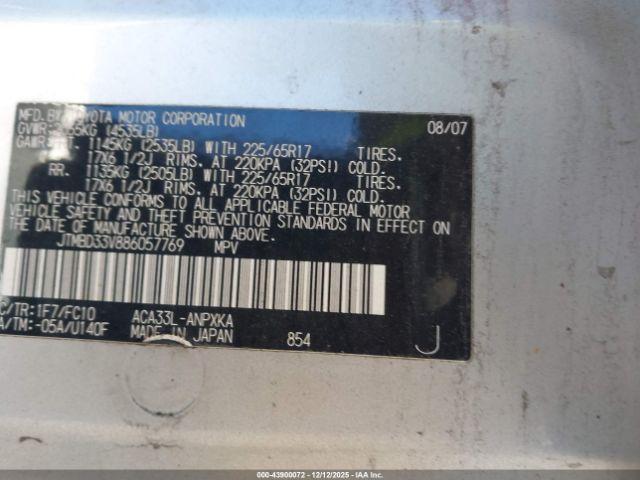 MFD. BY TOYOTA MOTOR CORPORATION 08/07
GVWR: (4535LB)
1145KG (2535LB) WITH 225/65R17 TIRES.
17X6 1/2J RIMS. AT 220KPA (32PSI) COLD.
RR. 1135KG (2505LB) WITH 225/65R17 TIRES.
17X6 1/2J RIMS. AT 220KPA (32PSI) COLD.
THIS VEHICLE CONFORMS TO ALL APPLICABLE FEDERAL MOTOR
VEHICLE SAFETY AND THEFT PREVENTION STANDARDS IN EFFECT ON
THE DATE OF MANUFACTURE SHOWN ABOVE.
JTMBD33V886057769 MPV
C/TR:1F7/FC10 ACA33L-ANPXKA
A/TM:-05A/U140F MADE IN JAPAN 854 J
000-43900072 - 12/12/2025 - IAA Inc.